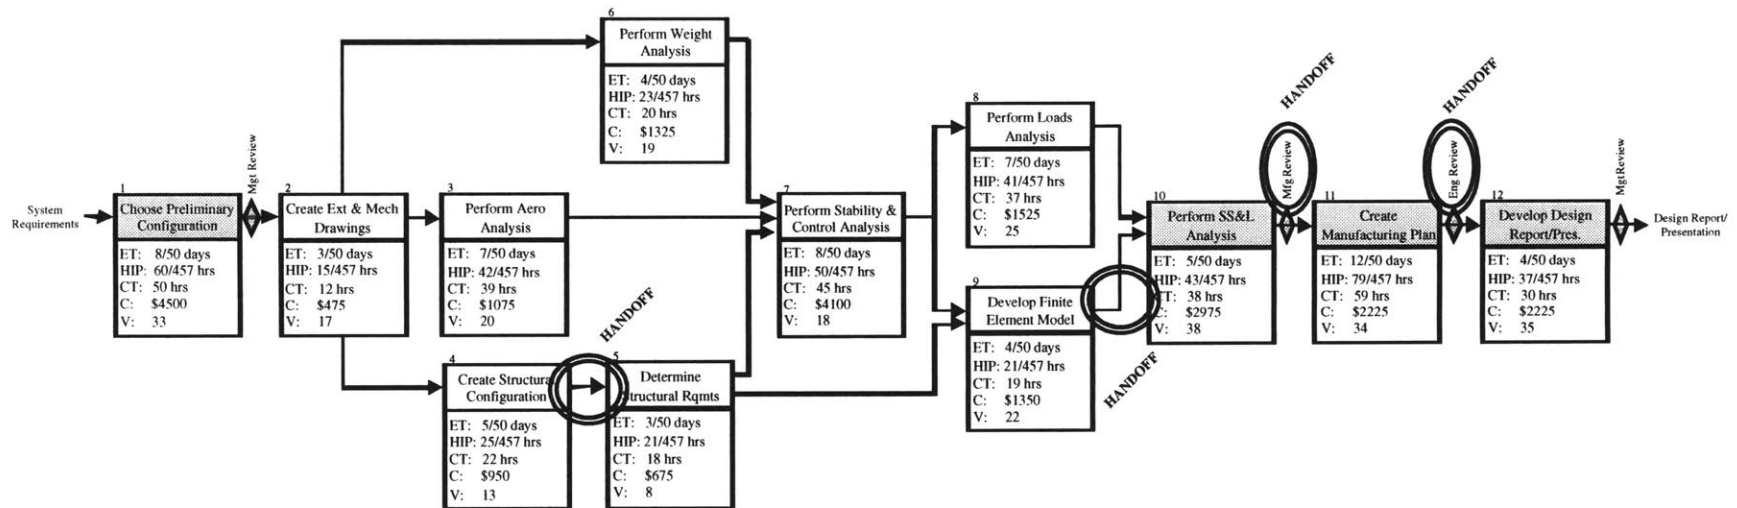 System
Requirements
1
Choose Preliminary
Configuration
ET: 8/50 days
HIP: 60/457 hrs
CT: 50 hrs
C: $4500
V: 33
Mgt Review
2
Create Ext & Mech
Drawings
ET: 3/50 days
HIP: 15/457 hrs
CT: 12 hrs
C: $475
V: 17
6
Perform Weight
Analysis
ET: 4/50 days
HIP: 23/457 hrs
CT: 20 hrs
C: $1325
V: 19
3
Perform Aero
Analysis
ET: 7/50 days
HIP: 42/457 hrs
CT: 39 hrs
C: $1075
V: 20
4
Create Structural
Configuration
ET: 5/50 days
HIP: 25/457 hrs
CT: 22 hrs
C: $950
V: 13
HANDOFF
5
Determine
Structural Rqmts
ET: 3/50 days
HIP: 21/457 hrs
CT: 18 hrs
C: $675
V: 8
7
Perform Stability &
Control Analysis
ET: 8/50 days
HIP: 50/457 hrs
CT: 45 hrs
C: $4100
V: 18
8
Perform Loads
Analysis
ET: 7/50 days
HIP: 41/457 hrs
CT: 37 hrs
C: $1525
V: 25
9
Develop Finite
Element Model
ET: 4/50 days
HIP: 21/457 hrs
CT: 19 hrs
C: $1350
V: 22
HANDOFF
10
Perform SS&L
Analysis
ET: 5/50 days
HIP: 43/457 hrs
CT: 38 hrs
C: $2975
V: 38
HANDOFF
Mfg Review
11
Create
Manufacturing Plan
ET: 12/50 days
HIP: 79/457 hrs
CT: 59 hrs
C: $2225
V: 34
HANDOFF
Eng Review
12
Develop Design
Report/Pres.
ET: 4/50 days
HIP: 37/457 hrs
CT: 30 hrs
C: $2225
V: 35
Mgt Review
Design Report/
Presentation